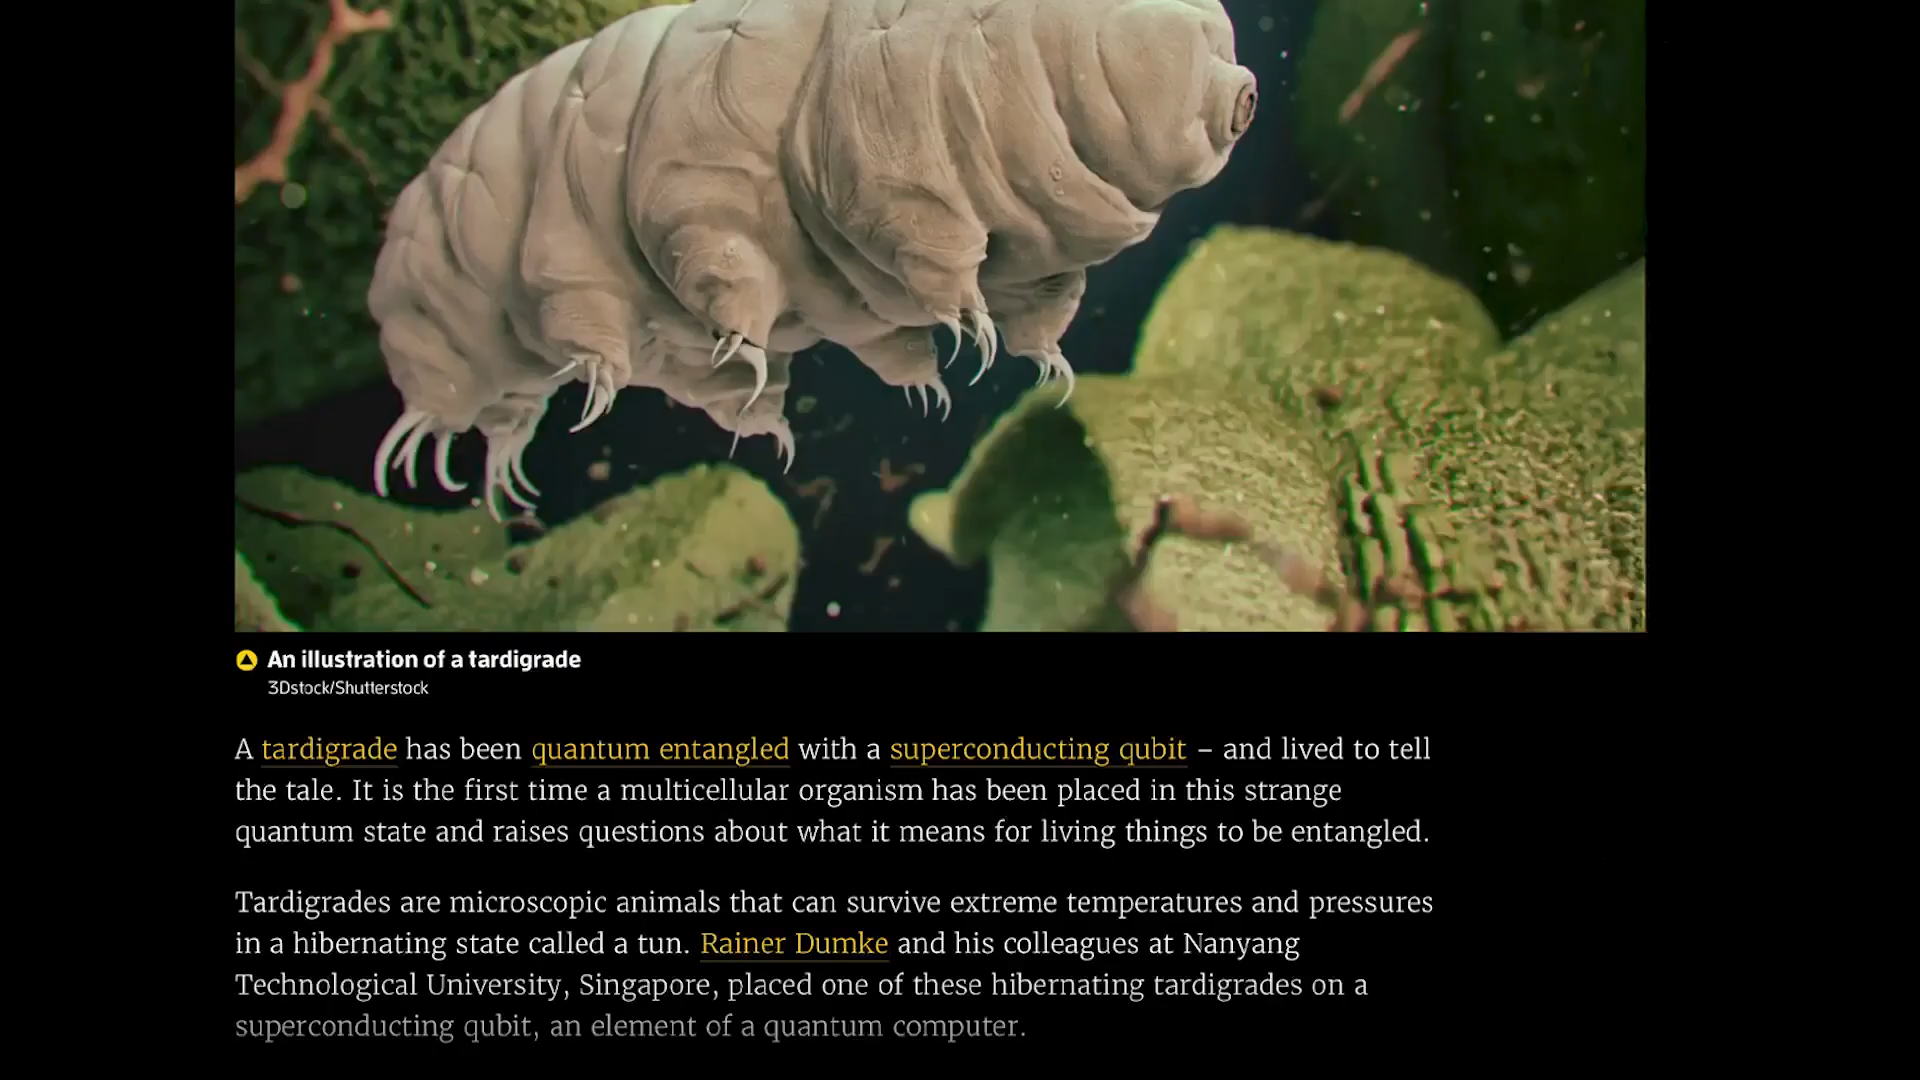 An illustration of a tardigrade
3Dstock/Shutterstock
A tardigrade has been quantum entangled with a superconducting qubit – and lived to tell
the tale. It is the first time a multicellular organism has been placed in this strange
quantum state and raises questions about what it means for living things to be entangled.
Tardigrades are microscopic animals that can survive extreme temperatures and pressures
in a hibernating state called a tun. Rainer Dumke and his colleagues at Nanyang
Technological University, Singapore, placed one of these hibernating tardigrades on a
superconducting qubit, an element of a quantum computer.